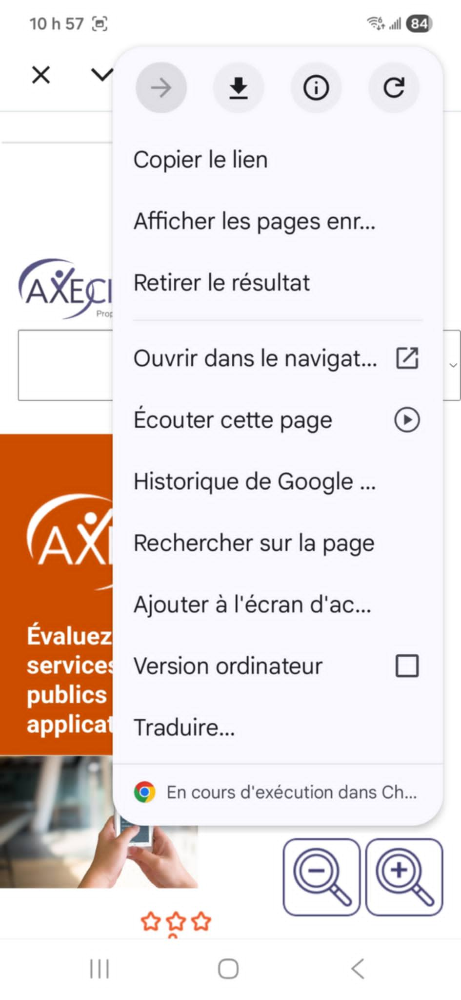 10 h 57
84
Copier le lien
Afficher les pages enr...
Retirer le résultat
AXECI
Prop
Ouvrir dans le navigat...
Écouter cette page
Historique de Google ...
Rechercher sur la page
Ajouter à l'écran d'ac...
Version ordinateur
Traduire...
En cours d'exécution dans Ch...
AXE
Évaluez
services
publics
applicat